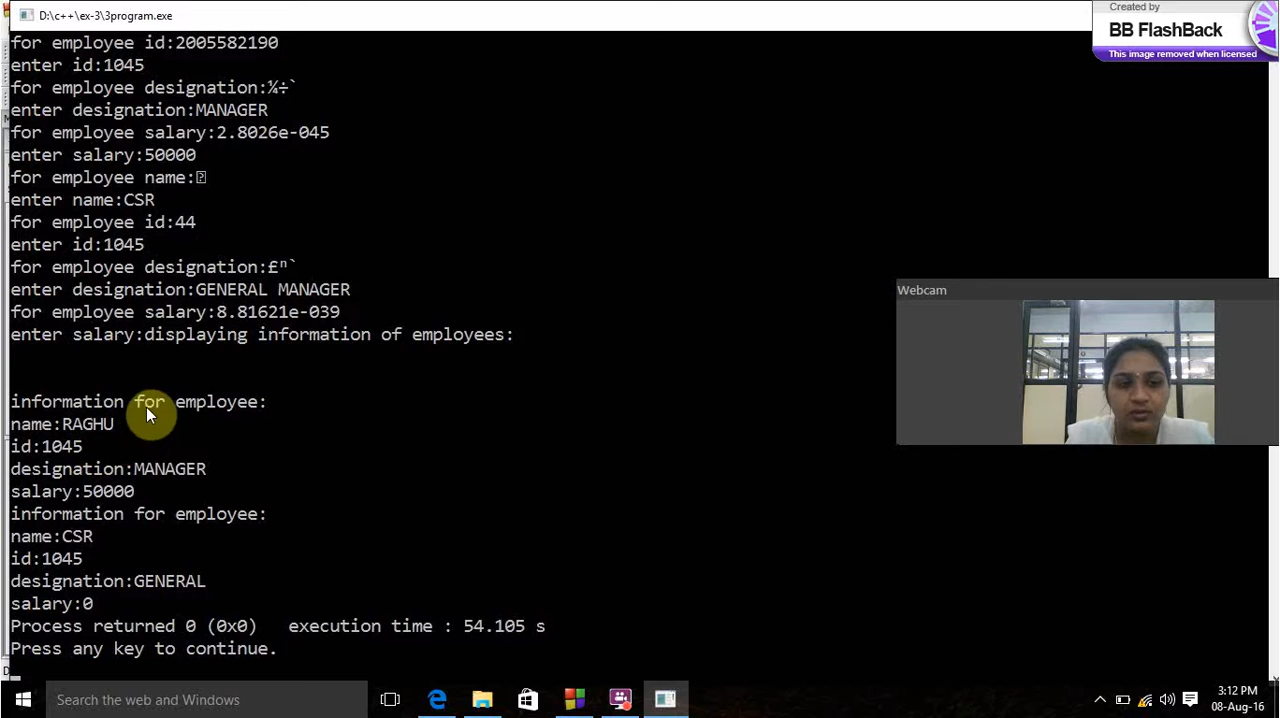 D:\c++\ex-3\3program.exe
Created by
BB FlashBack
This image removed when licensed
for employee id:2005582190
enter id:1045
for employee designation:¼÷`
enter designation:MANAGER
for employee salary:2.8026e-045
enter salary:50000
for employee name:
enter name:CSR
for employee id:44
enter id:1045
for employee designation:£ⁿ`
enter designation:GENERAL MANAGER
for employee salary:8.81621e-039
enter salary:displaying information of employees:
Webcam
information for employee:
name:RAGHU
id:1045
designation:MANAGER
salary:50000
information for employee:
name:CSR
id:1045
designation:GENERAL
salary:0
Process returned 0 (0x0)   execution time : 54.105 s
Press any key to continue.
Search the web and Windows
3:12 PM
08-Aug-16